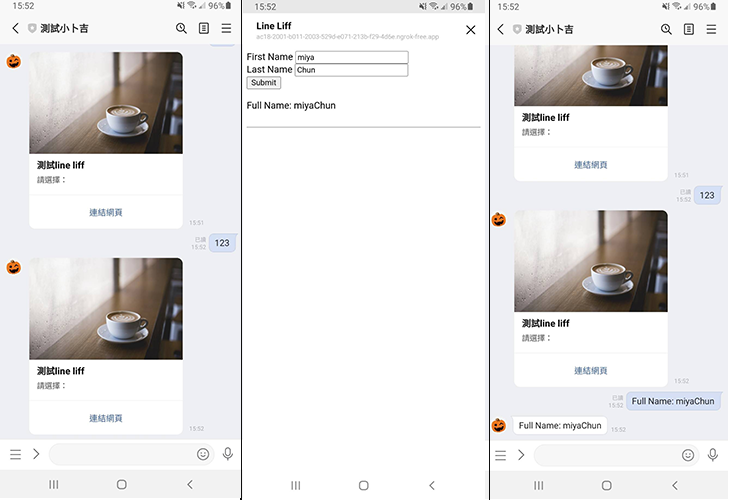 15:52
96%
測試小卜吉
測試line liff
請選擇：
連結網頁
15:51
已讀
15:52
123
測試line liff
請選擇：
連結網頁
15:52
15:52
96%
Line Liff
ac18-2001-b011-2003-529d-e071-213b-f29-4dbe.ngrok-free.app
First Name miya
Last Name Chun
Submit
Full Name: miyaChun
15:52
96%
測試小卜吉
測試line liff
請選擇：
連結網頁
15:51
已讀
15:52
123
測試line liff
請選擇：
連結網頁
15:52
已讀
15:52
Full Name: miyaChun
Full Name: miyaChun
15:52